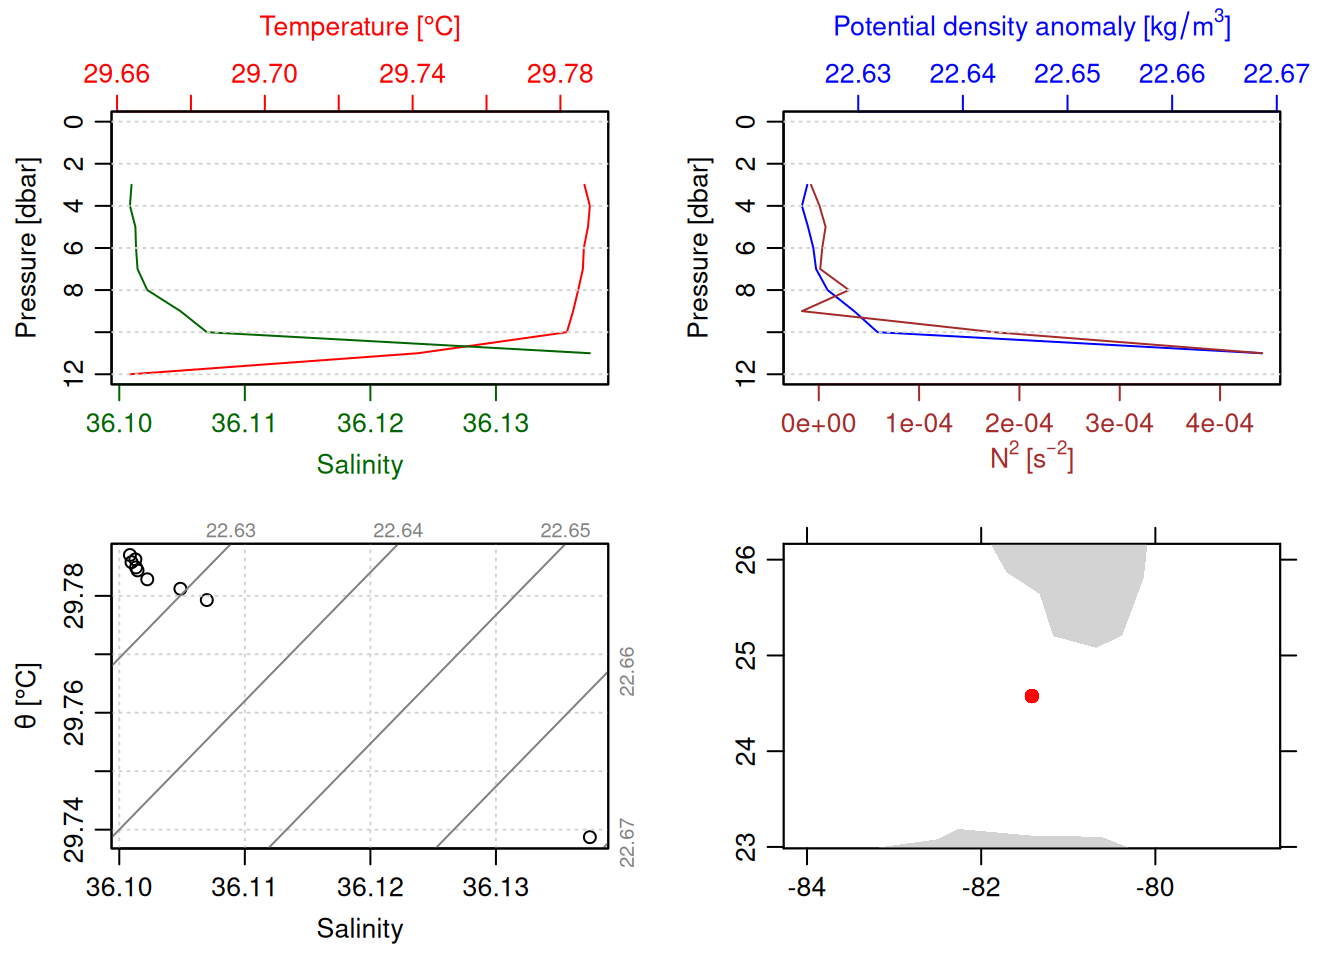 Temperature [°C]
29.66 29.70 29.74 29.78
Pressure [dbar]
0 2 4 6 8 12
36.10 36.11 36.12 36.13
Salinity
Potential density anomaly [kg/m³]
22.63 22.64 22.65 22.66 22.67
Pressure [dbar]
0 2 4 6 8 12
0e+00 1e-04 2e-04 3e-04 4e-04
N² [s⁻²]
22.63 22.64 22.65
22.66
22.67
θ [°C]
29.78 29.76 29.74
36.10 36.11 36.12 36.13
Salinity
26 25 24 23
-84 -82 -80